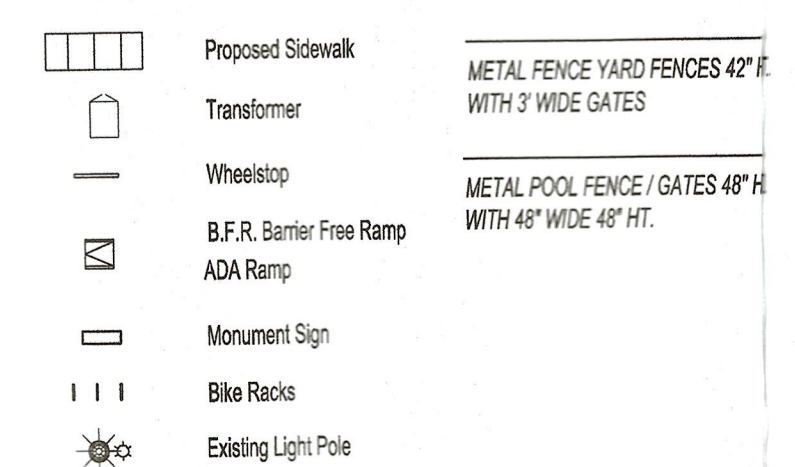 Proposed Sidewalk
Transformer
Wheelstop
B.F.R. Barrier Free Ramp
ADA Ramp
Monument Sign
Bike Racks
Existing Light Pole
METAL FENCE YARD FENCES 42" HT.
WITH 3' WIDE GATES
METAL POOL FENCE / GATES 48" H
WITH 48" WIDE 48" HT.